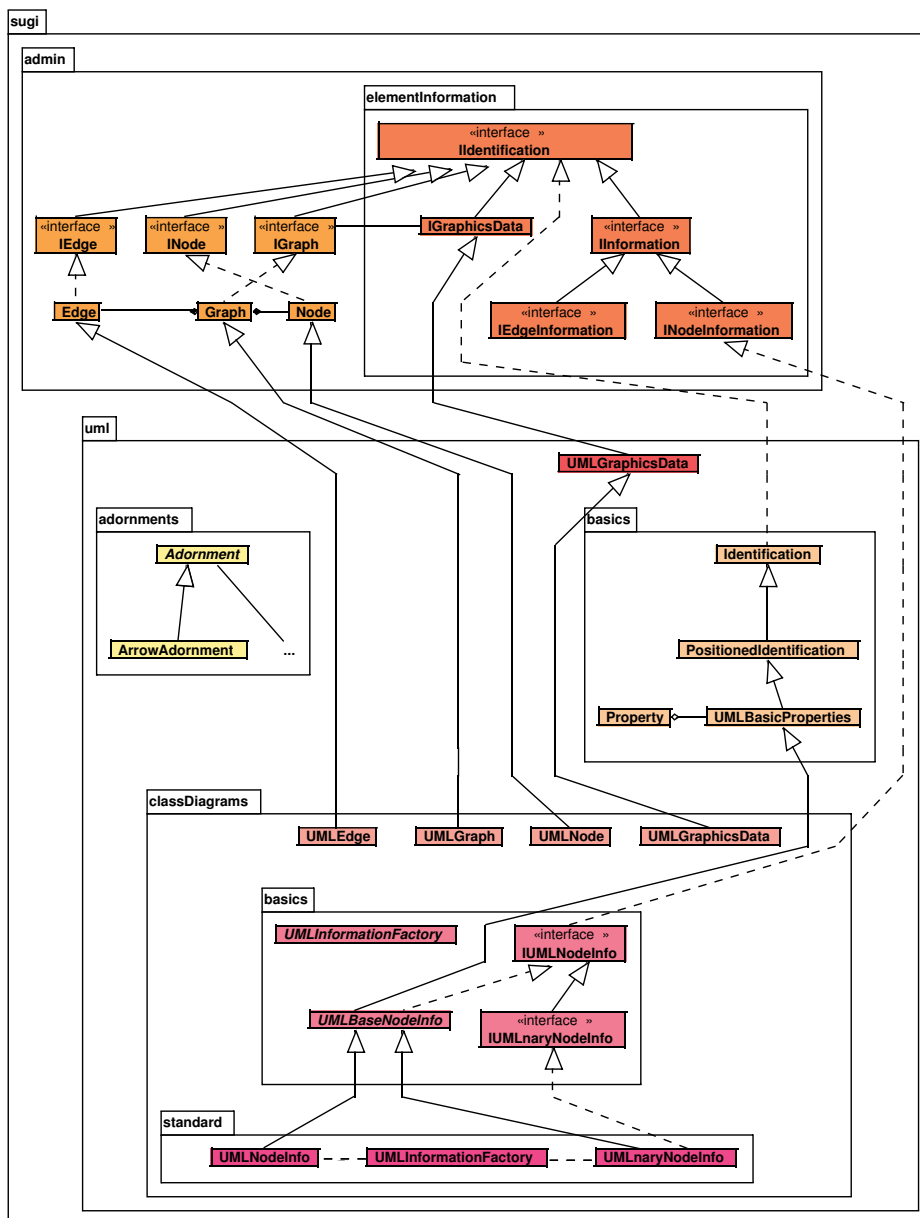 sugi
admin
elementInformation
«interface »
IIdentification
«interface »
IEdge
«interface »
INode
«interface »
IGraph
IGraphicsData
«interface »
IInformation
Edge
Graph
Node
«interface »
IEdgeInformation
«interface »
INodeInformation
uml
UMLGraphicsData
adornments
basics
Adornment
Identification
ArrowAdornment
...
PositionedIdentification
Property
UMLBasicProperties
classDiagrams
UMLEdge
UMLGraph
UMLNode
UMLGraphicsData
basics
UMLInformationFactory
«interface »
IUMLNodeInfo
UMLBaseNodeInfo
«interface »
IUMLnaryNodeInfo
standard
UMLNodeInfo
UMLInformationFactory
UMLnaryNodeInfo